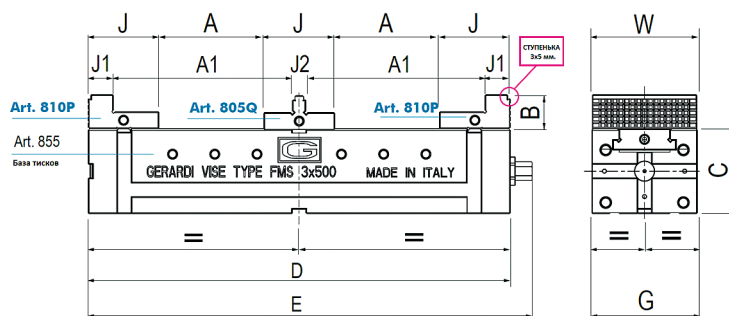 J A J A J
СТУПЕНЬКА
3x5 мм.
W
J1 A1 J2 A1 J1
Art. 810P
Art. 805Q
Art. 810P
B
Art. 855
База тисков
G
GERARDI VISE TYPE FMS 3x500 MADE IN ITALY
C
= =
= =
D
E
G